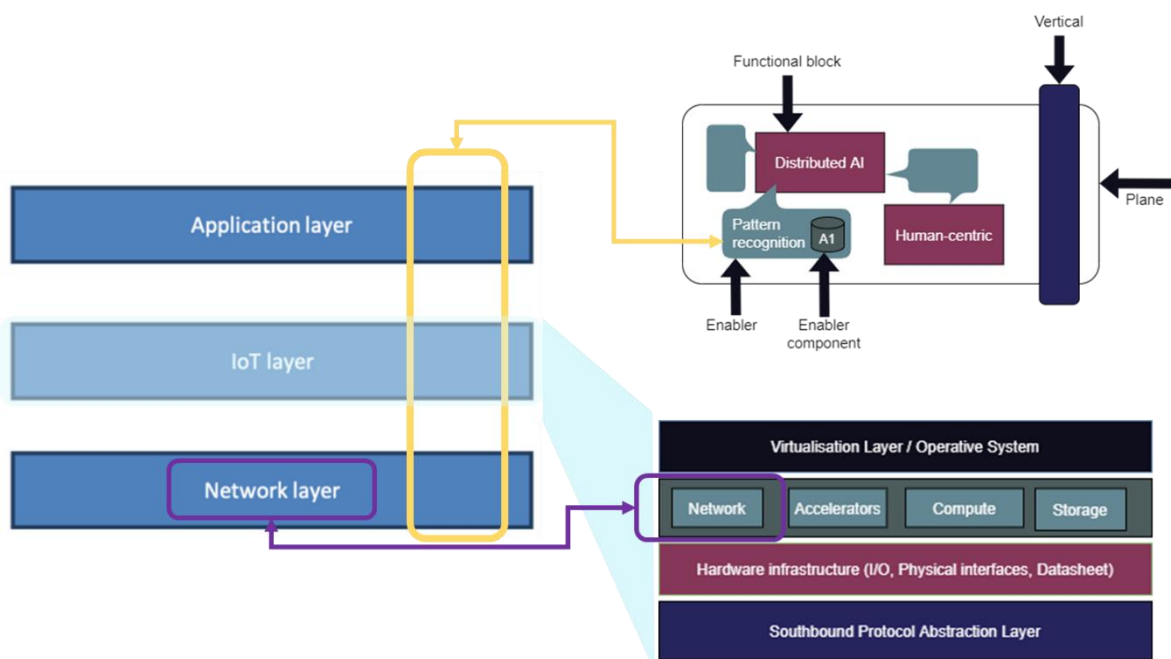 Vertical
Functional block
Distributed AI
Plane
Pattern
recognition
A1
Human-centric
Enabler
Enabler
component
Application layer
IoT layer
Network layer
Virtualisation Layer / Operative System
Network
Accelerators
Compute
Storage
Hardware infrastructure (I/O, Physical interfaces, Datasheet)
Southbound Protocol Abstraction Layer